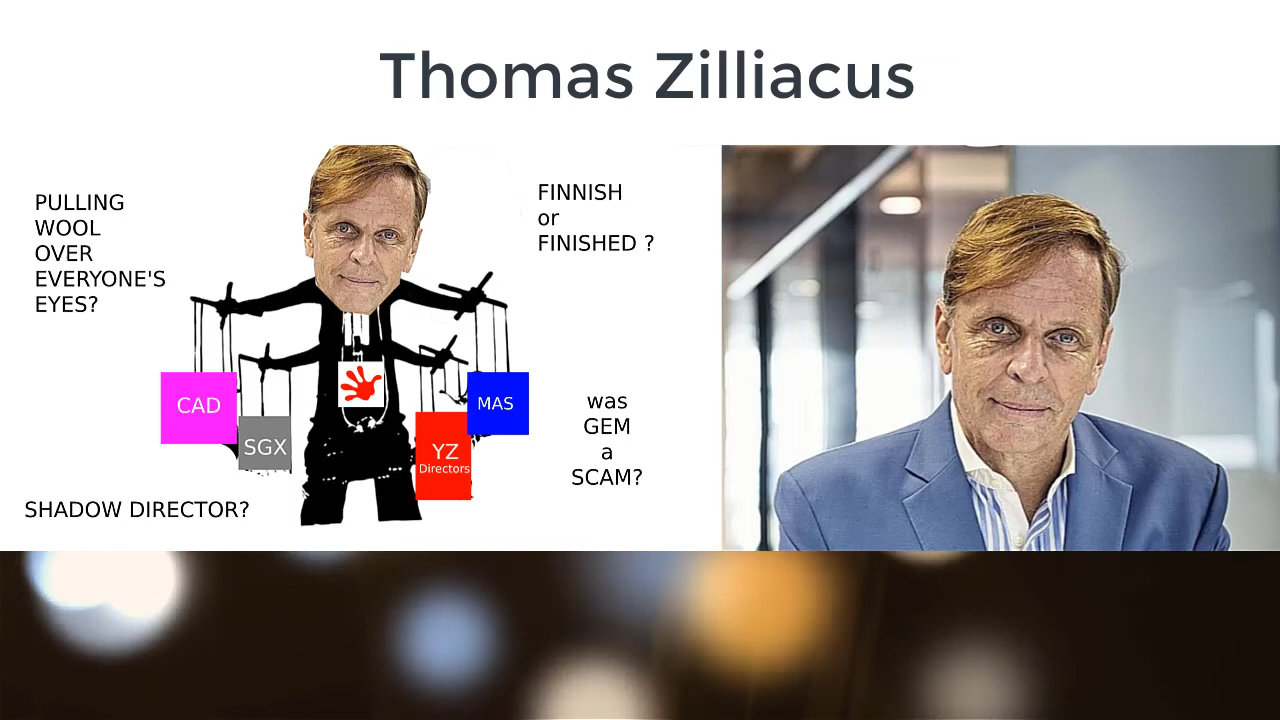 Thomas Zilliacus
PULLING
WOOL
OVER
EVERYONE'S
EYES?
FINNISH
or
FINISHED ?
CAD
SGX
YZ
Directors
MAS
was
GEM
a
SCAM?
SHADOW DIRECTOR?